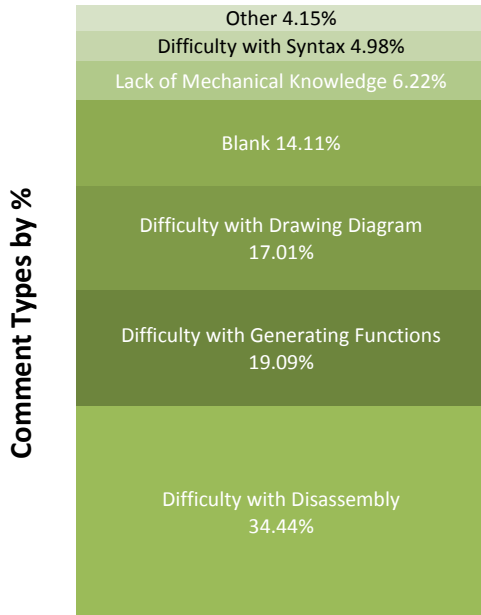 Comment Types by %
Other 4.15%
Difficulty with Syntax 4.98%
Lack of Mechanical Knowledge 6.22%
Blank 14.11%
Difficulty with Drawing Diagram
17.01%
Difficulty with Generating Functions
19.09%
Difficulty with Disassembly
34.44%